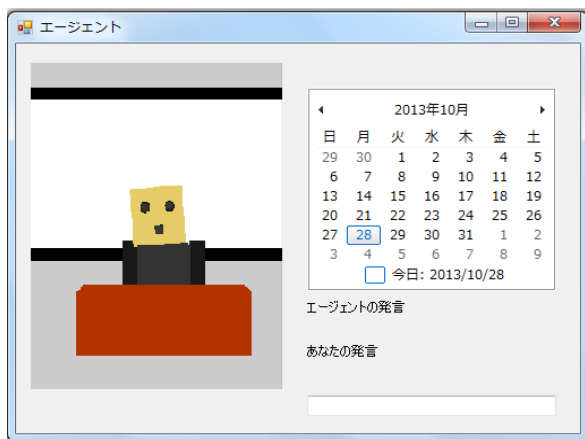 エージェント
2013年10月
日 月 火 水 木 金 土
29 30 1 2 3 4 5
6 7 8 9 10 11 12
13 14 15 16 17 18 19
20 21 22 23 24 25 26
27 28 29 30 31 1 2
3 4 5 6 7 8 9
今日: 2013/10/28
エージェントの発言
あなたの発言